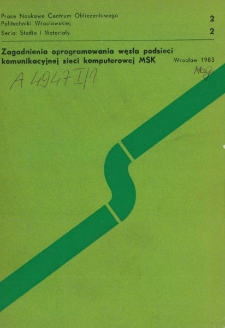 Prace Naukowe Centrum Obliczeniowego
Politechniki Wrocławskiej
Seria: Studia i Materiały
2
2
Zagadnienia oprogramowania węzła podsieci
komunikacyjnej sieci komputerowej MSK
Wrocław 1983
A 4947 I/1